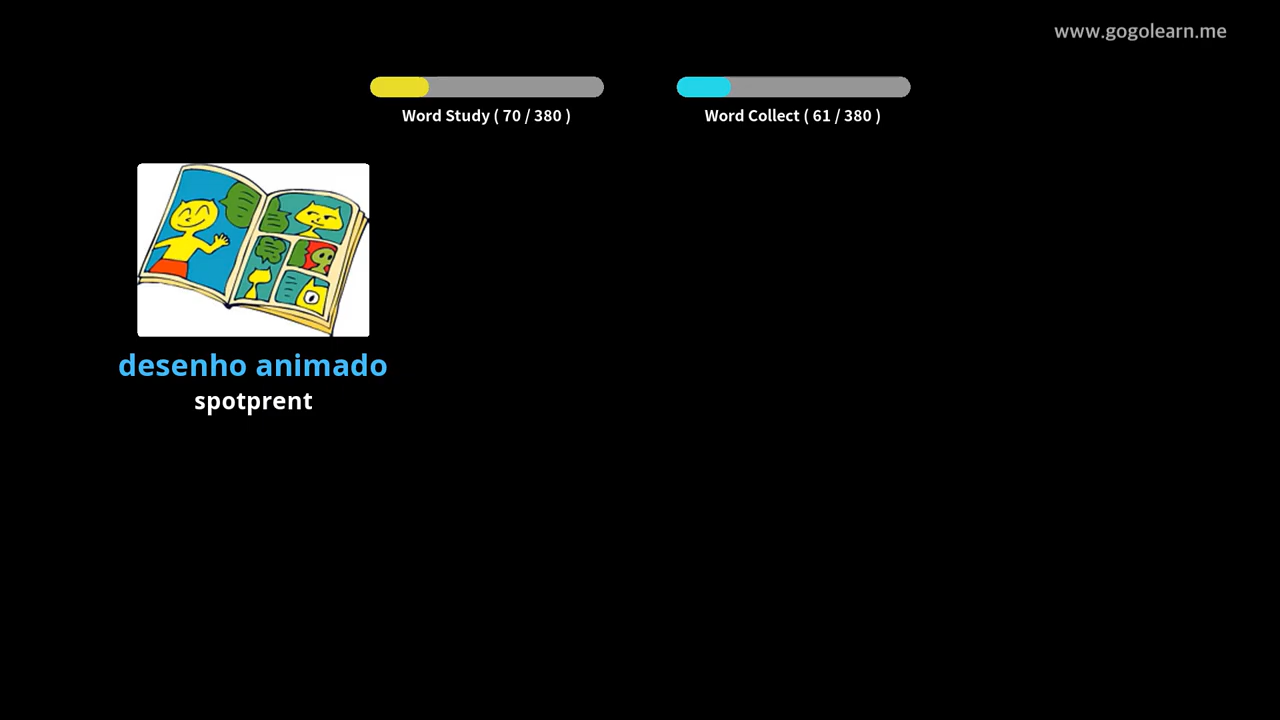 www.gogolearn.me
Word Study ( 70 / 380 )
Word Collect ( 61 / 380 )
desenho animado
spotprent